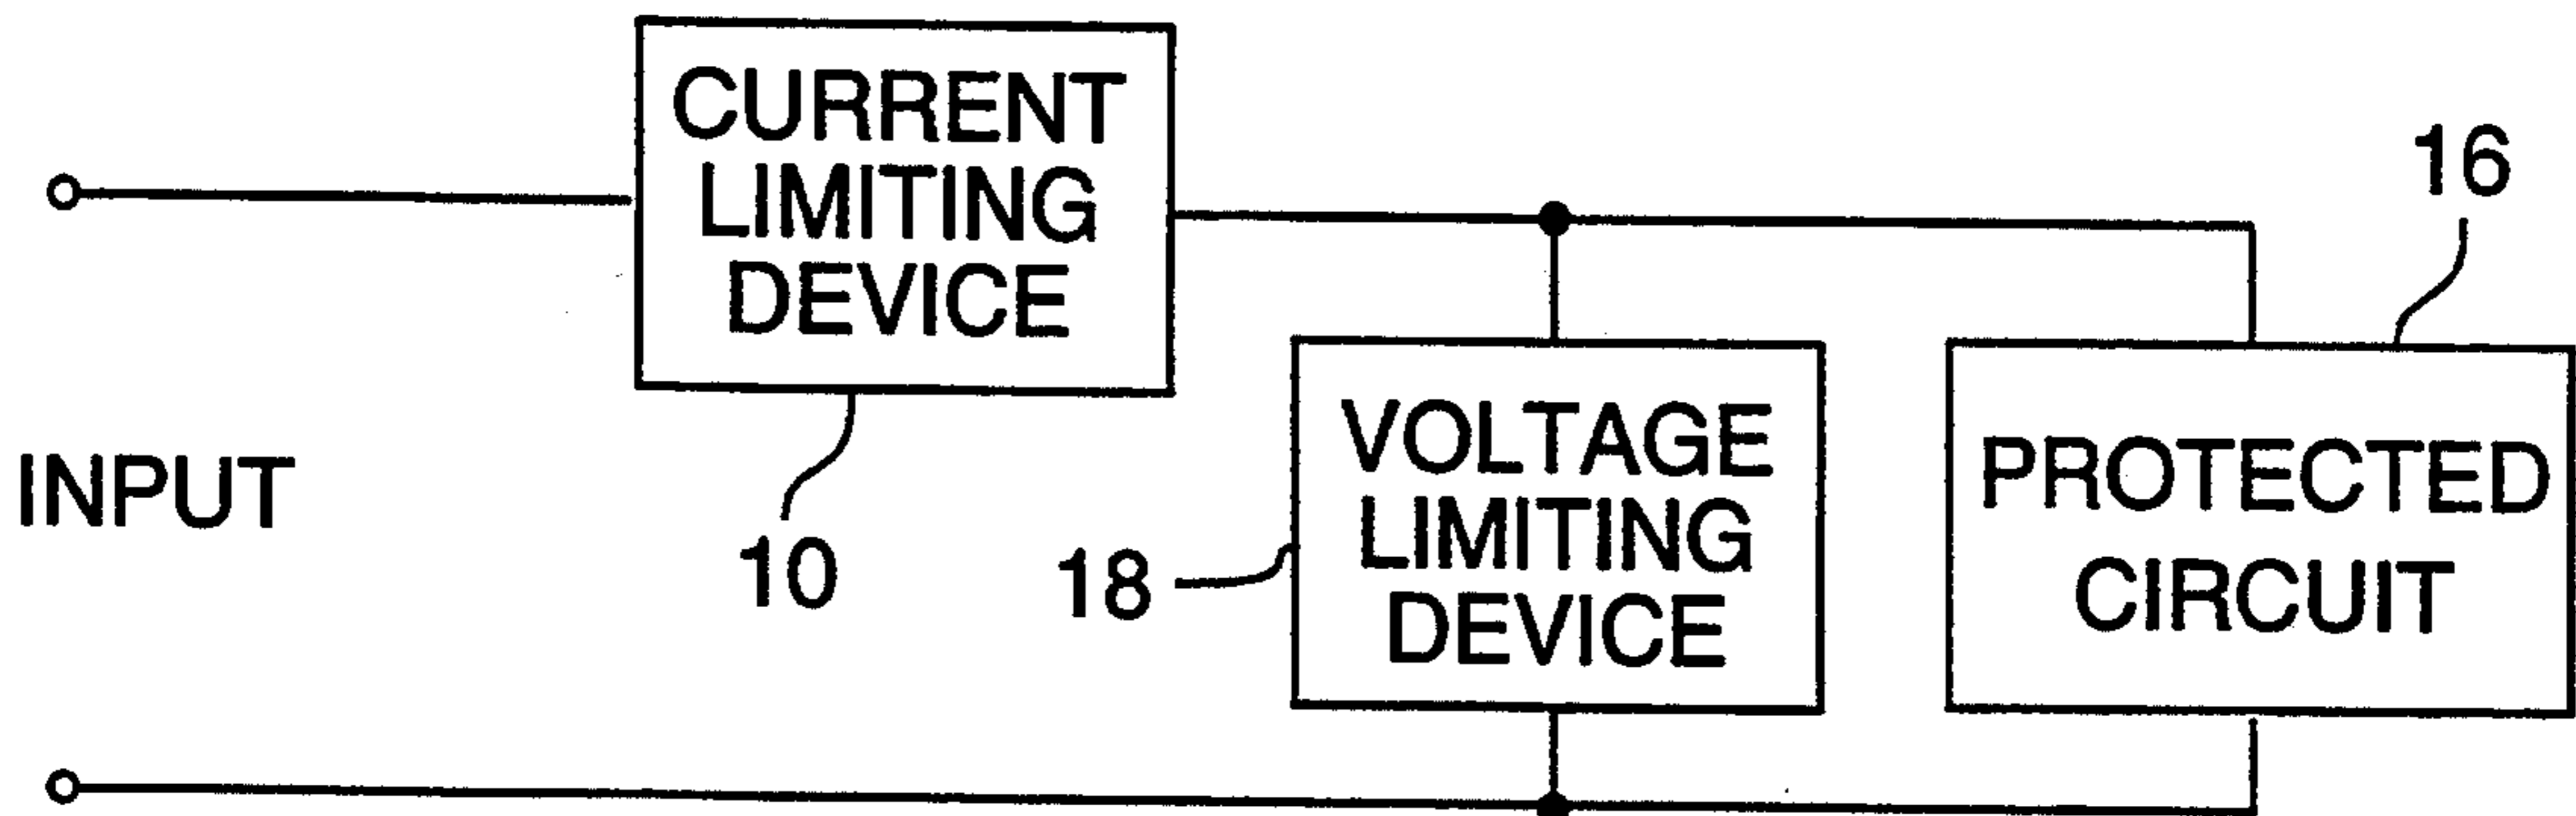 CURRENT
LIMITING
DEVICE
16
INPUT
10
18
VOLTAGE
LIMITING
DEVICE
PROTECTED
CIRCUIT